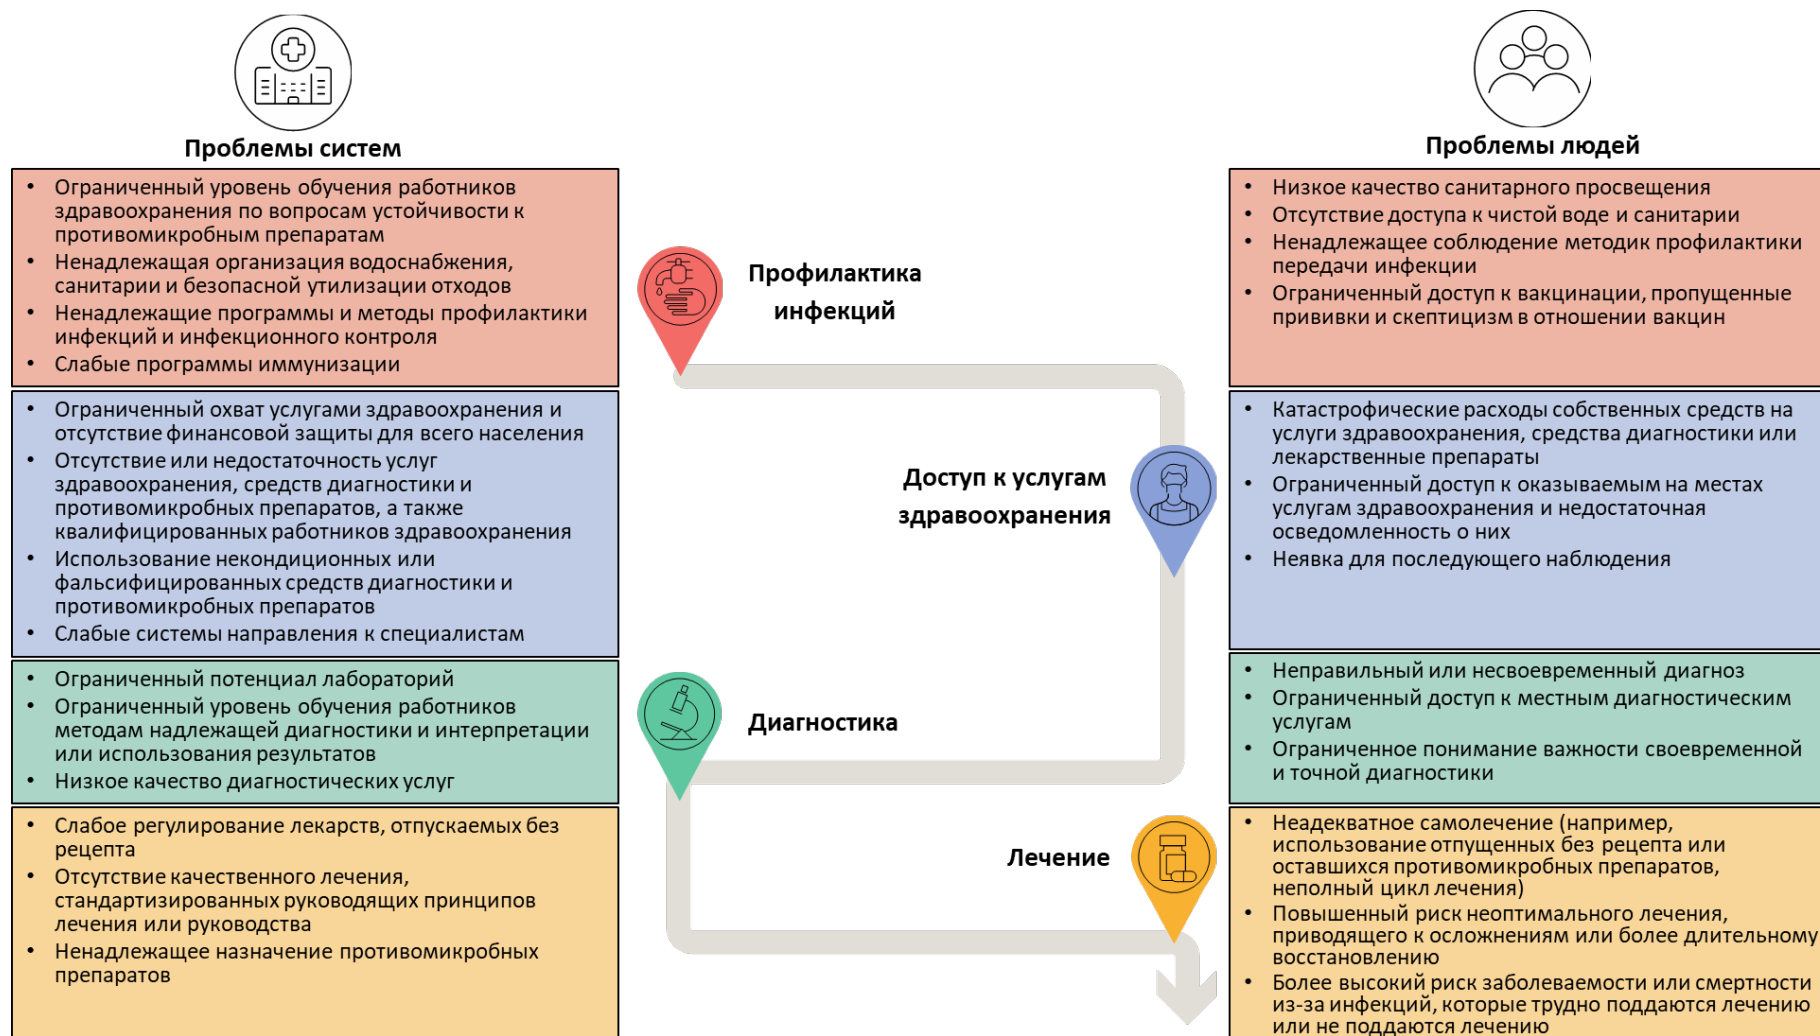 Проблемы систем
• Ограниченный уровень обучения работников
здравоохранения по вопросам устойчивости к
противомикробным препаратам
• Ненадлежащая организация водоснабжения,
санитарии и безопасной утилизации отходов
• Ненадлежащие программы и методы профилактики
инфекций и инфекционного контроля
• Слабые программы иммунизации
• Ограниченный охват услугами здравоохранения и
отсутствие финансовой защиты для всего населения
• Отсутствие или недостаточность услуг
здравоохранения, средств диагностики и
противомикробных препаратов, а также
квалифицированных работников здравоохранения
• Использование некондиционных или
фальсифицированных средств диагностики и
противомикробных препаратов
• Слабые системы направления к специалистам
• Ограниченный потенциал лабораторий
• Ограниченный уровень обучения работников
методам надлежащей диагностики и интерпретации
или использования результатов
• Низкое качество диагностических услуг
• Слабое регулирование лекарств, отпускаемых без
рецепта
• Отсутствие качественного лечения,
стандартизированных руководящих принципов
лечения или руководства
• Ненадлежащее назначение противомикробных
препаратов
Профилактика
инфекций
Доступ к услугам
здравоохранения
Диагностика
Лечение
Проблемы людей
• Низкое качество санитарного просвещения
• Отсутствие доступа к чистой воде и санитарии
• Ненадлежащее соблюдение методик профилактики
передачи инфекции
• Ограниченный доступ к вакцинации, пропущенные
прививки и скептицизм в отношении вакцин
• Катастрофические расходы собственных средств на
услуги здравоохранения, средства диагностики или
лекарственные препараты
• Ограниченный доступ к оказываемым на местах
услугам здравоохранения и недостаточная
осведомленность о них
• Неявка для последующего наблюдения
• Неправильный или несвоевременный диагноз
• Ограниченный доступ к местным диагностическим
услугам
• Ограниченное понимание важности своевременной
и точной диагностики
• Неадекватное самолечение (например,
использование отпущенных без рецепта или
оставшихся противомикробных препаратов,
неполный цикл лечения)
• Повышенный риск неоптимального лечения,
приводящего к осложнениям или более длительному
восстановлению
• Более высокий риск заболеваемости или смертности
из-за инфекций, которые трудно поддаются лечению
или не поддаются лечению